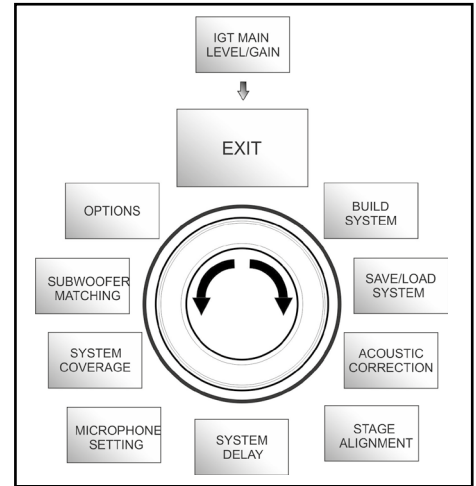 IGT MAIN
LEVEL/GAIN
EXIT
OPTIONS
BUILD
SYSTEM
SUBWOOFER
MATCHING
SAVE/LOAD
SYSTEM
SYSTEM
COVERAGE
ACOUSTIC
CORRECTION
MICROPHONE
SETTING
SYSTEM
DELAY
STAGE
ALIGNMENT